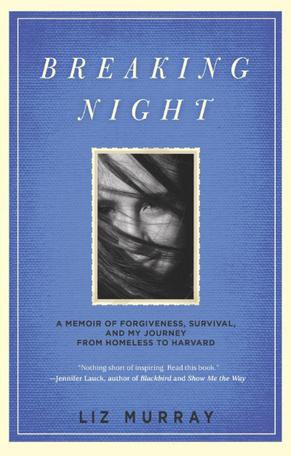 BREAKING
NIGHT
A MEMOIR OF FORGIVENESS, SURVIVAL,
AND MY JOURNEY
FROM HOMELESS TO HARVARD
"Nothing short of inspiring. Read this book."
—Jennifer Lauck, author of Blackbird and Show Me the Way
LIZ MURRAY